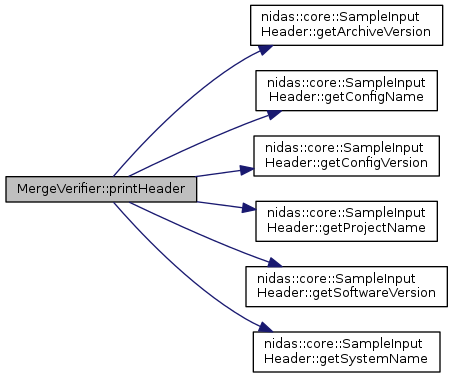 nidas::core::SampleInput
Header::getArchiveVersion
nidas::core::SampleInput
Header::getConfigName
nidas::core::SampleInput
Header::getConfigVersion
MergeVerifier::printHeader
nidas::core::SampleInput
Header::getProjectName
nidas::core::SampleInput
Header::getSoftwareVersion
nidas::core::SampleInput
Header::getSystemName